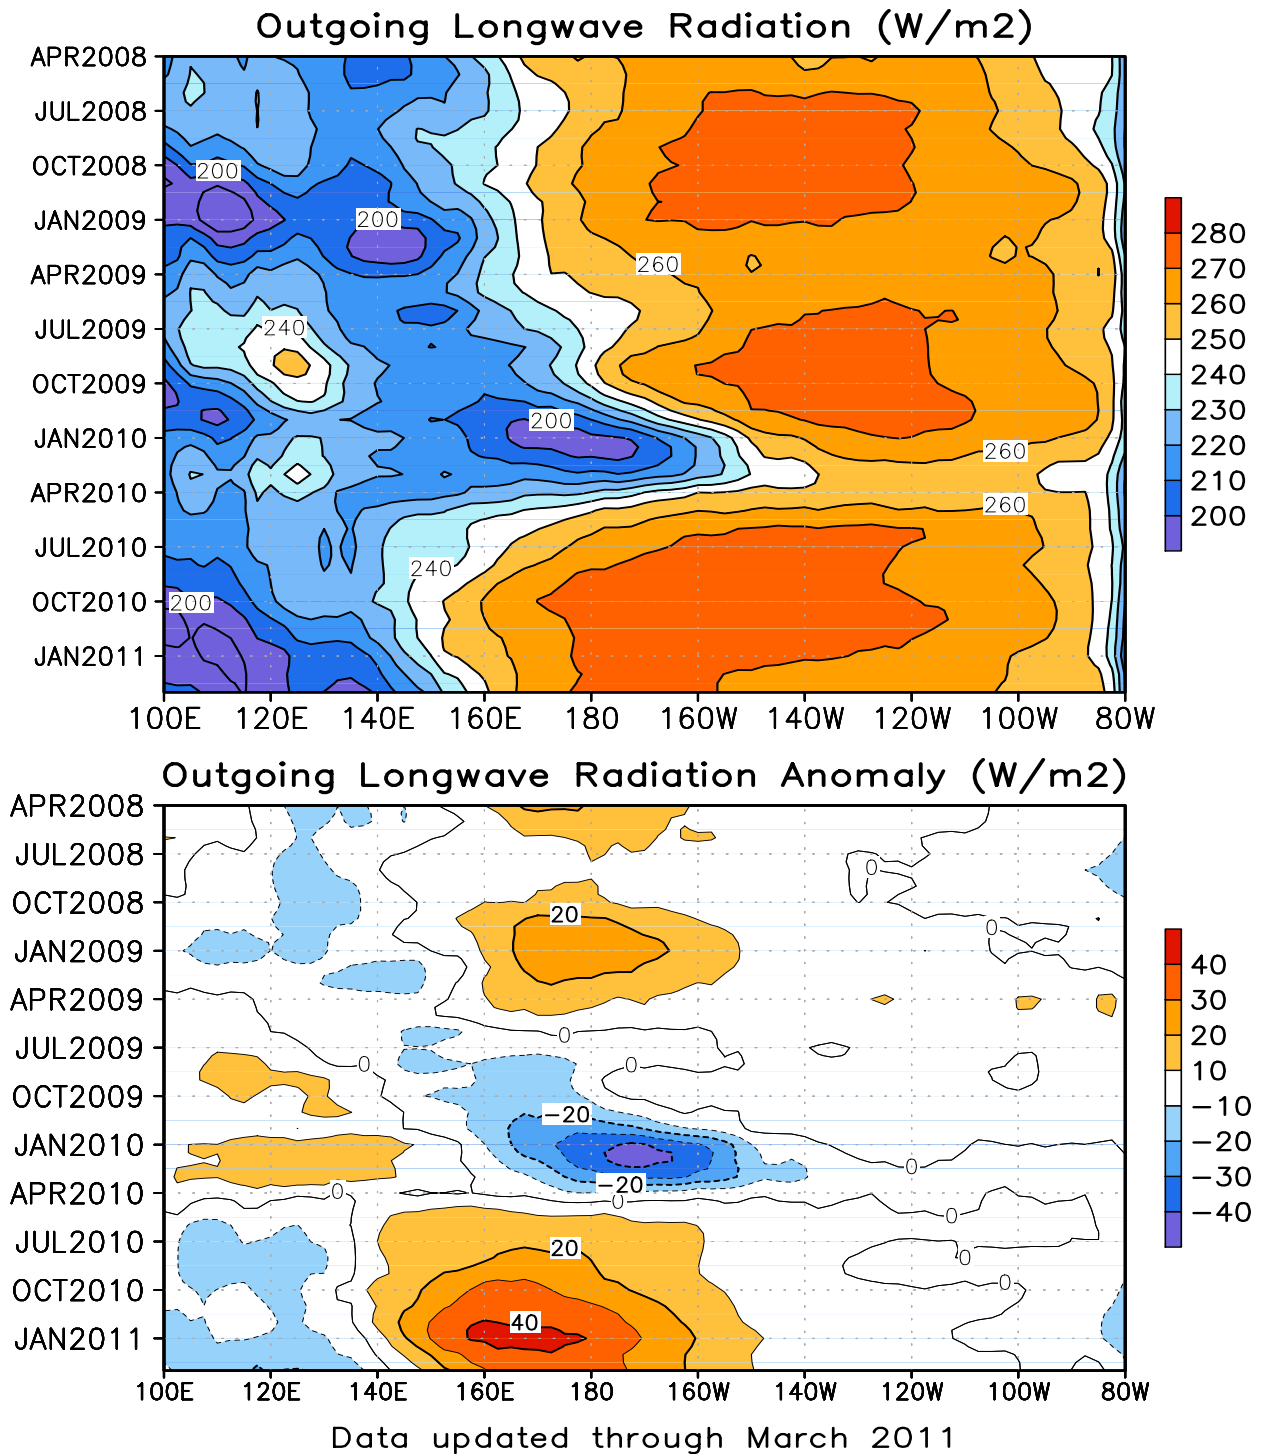 Outgoing Longwave Radiation (W/m2)
APR2008
JUL2008
OCT2008
JAN2009
APR2009
JUL2009
OCT2009
JAN2010
APR2010
JUL2010
OCT2010
JAN2011
200
200
260
240
200
260
260
240
200
100E 120E 140E 160E 180 160W 140W 120W 100W 80W
280
270
260
250
240
230
220
210
200
Outgoing Longwave Radiation Anomaly (W/m2)
APR2008
JUL2008
OCT2008
JAN2009
APR2009
JUL2009
OCT2009
JAN2010
APR2010
JUL2010
OCT2010
JAN2011
0
20
0
0
0
0
−20
0
−20
0
0
0
20
0
0
40
100E 120E 140E 160E 180 160W 140W 120W 100W 80W
40
30
20
10
−10
−20
−30
−40
Data updated through March 2011